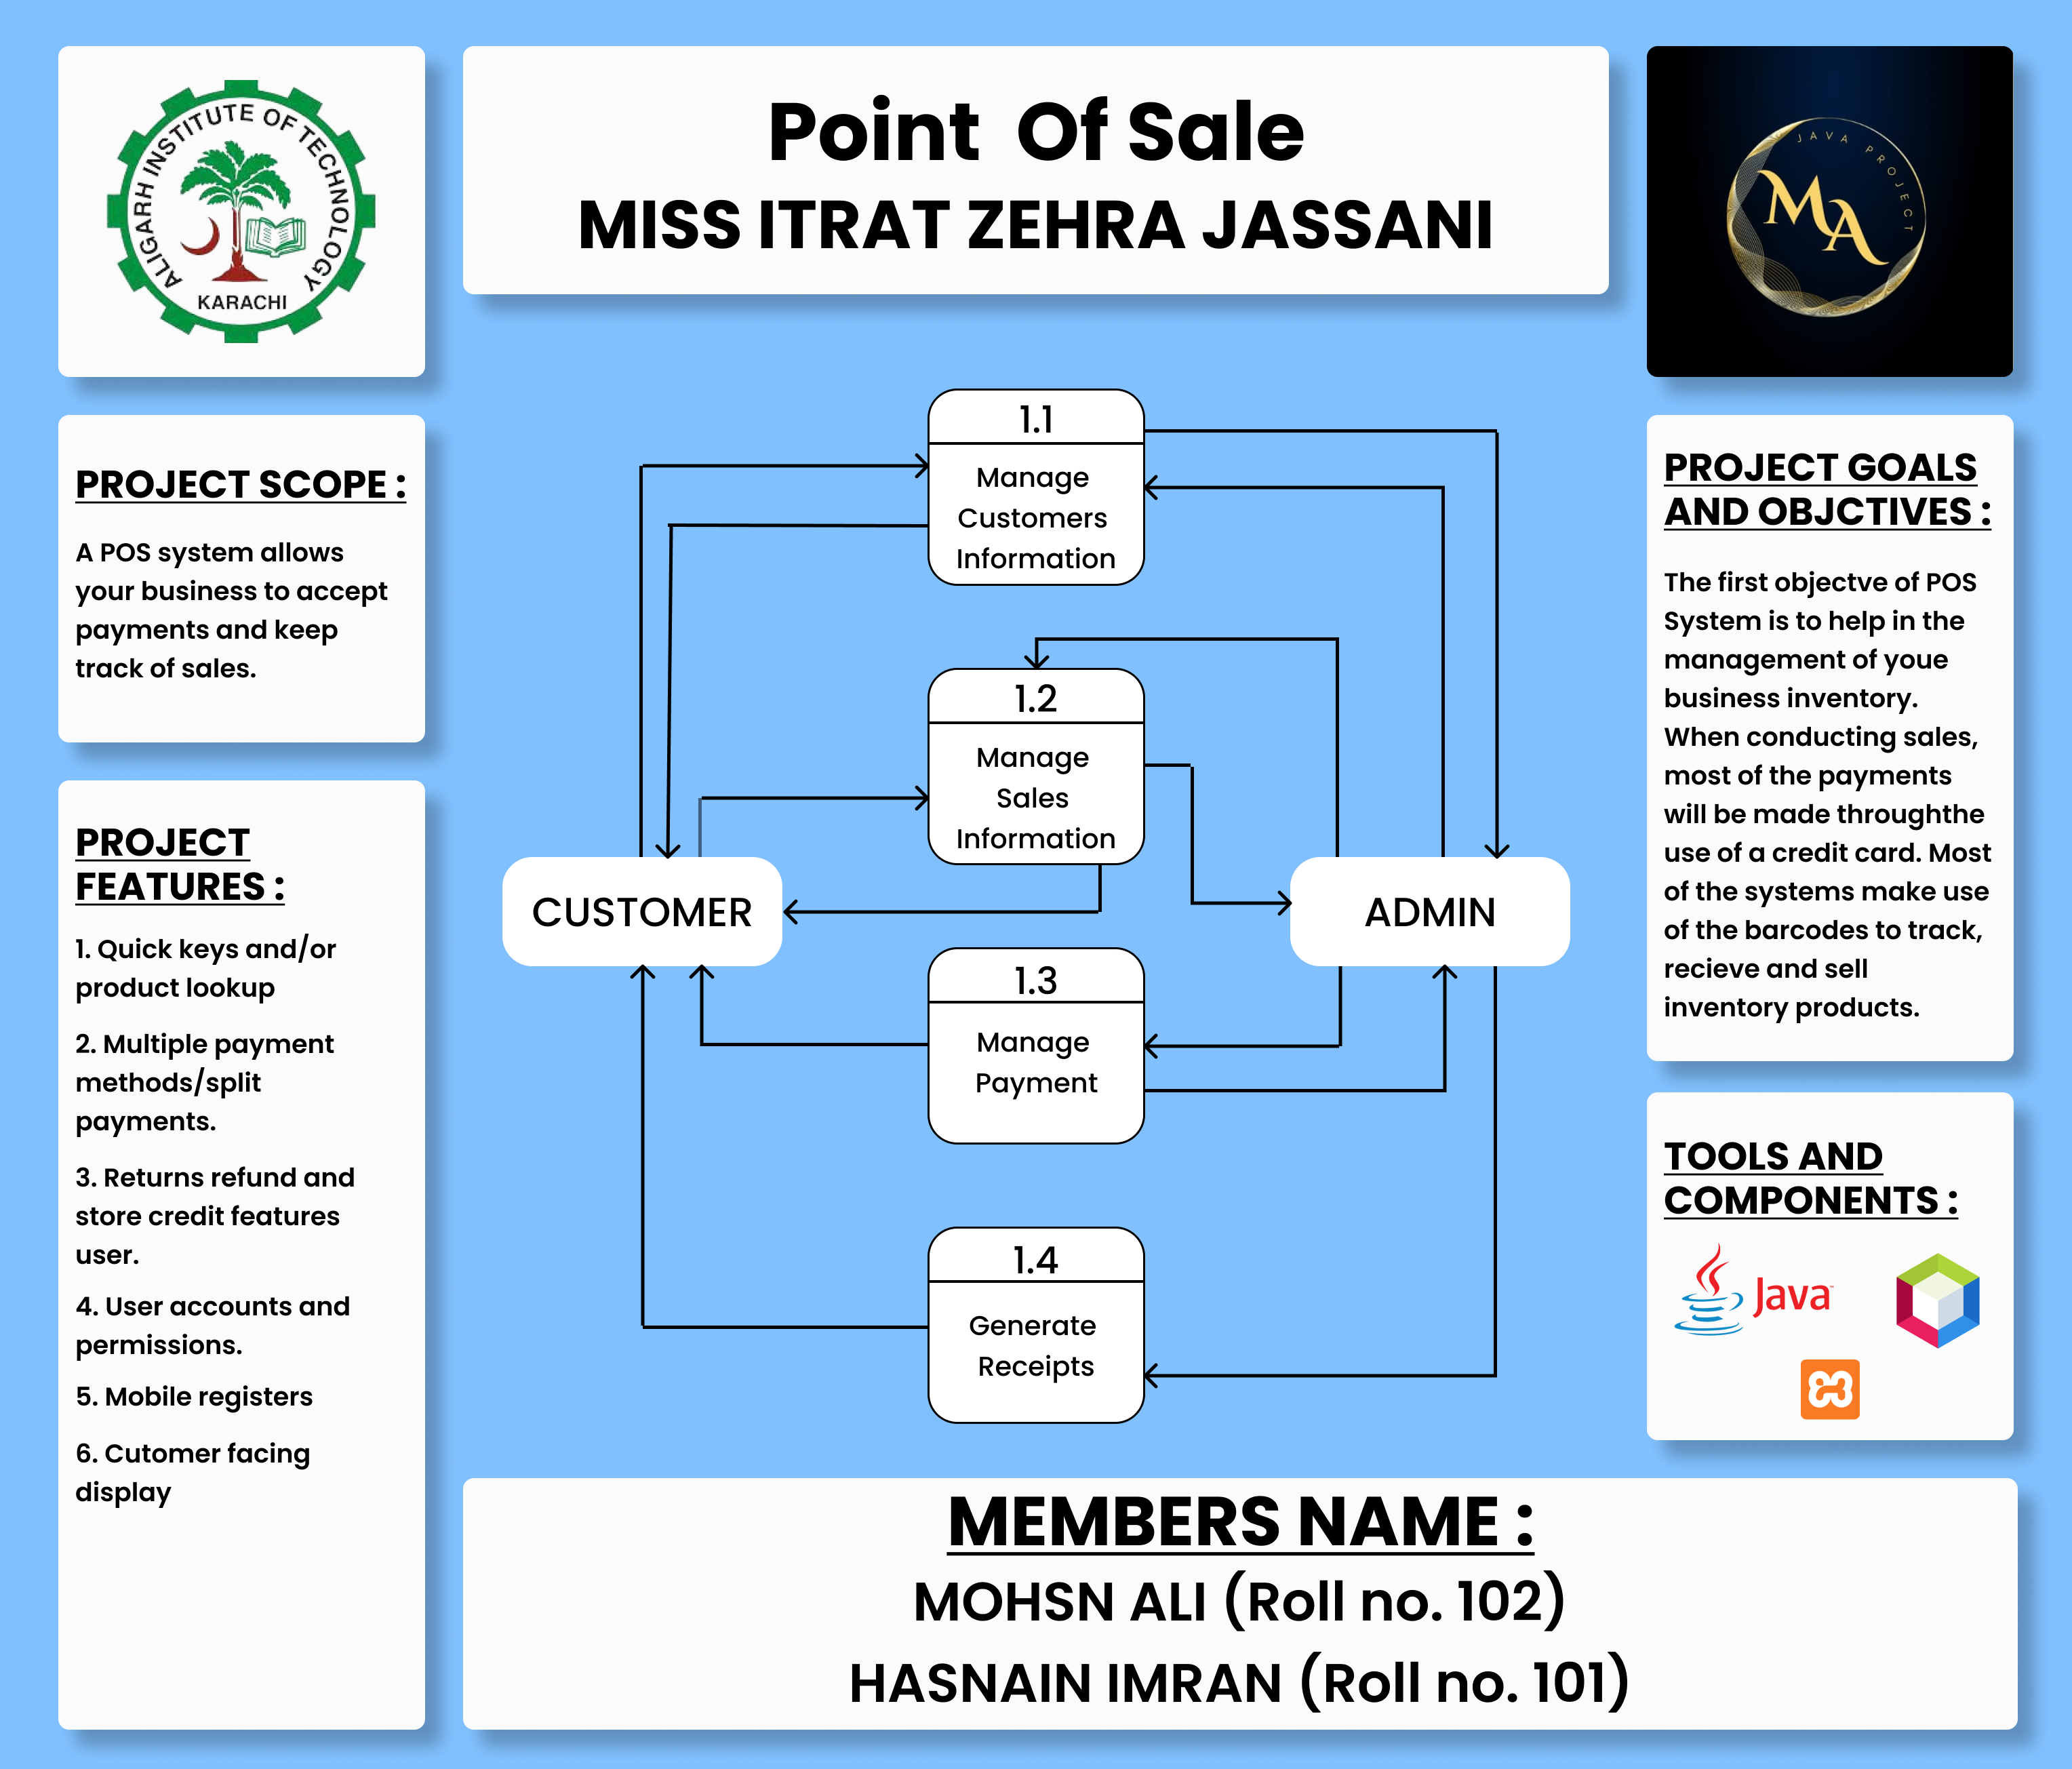 ALIGARH INSTITUTE OF TECHNOLOGY
KARACHI
Point Of Sale
MISS ITRAT ZEHRA JASSANI
JAVA PROJECT
MA
PROJECT SCOPE :
A POS system allows
your business to accept
payments and keep
track of sales.
PROJECT
FEATURES :
1. Quick keys and/or
product lookup
2. Multiple payment
methods/split
payments.
3. Returns refund and
store credit features
user.
4. User accounts and
permissions.
5. Mobile registers
6. Cutomer facing
display
1.1
Manage
Customers
Information
1.2
Manage
Sales
Information
CUSTOMER
ADMIN
1.3
Manage
Payment
1.4
Generate
Receipts
PROJECT GOALS
AND OBJCTIVES :
The first objectve of POS
System is to help in the
management of youe
business inventory.
When conducting sales,
most of the payments
will be made throughthe
use of a credit card. Most
of the systems make use
of the barcodes to track,
recieve and sell
inventory products.
TOOLS AND
COMPONENTS :
Java
MEMBERS NAME :
MOHSN ALI (Roll no. 102)
HASNAIN IMRAN (Roll no. 101)